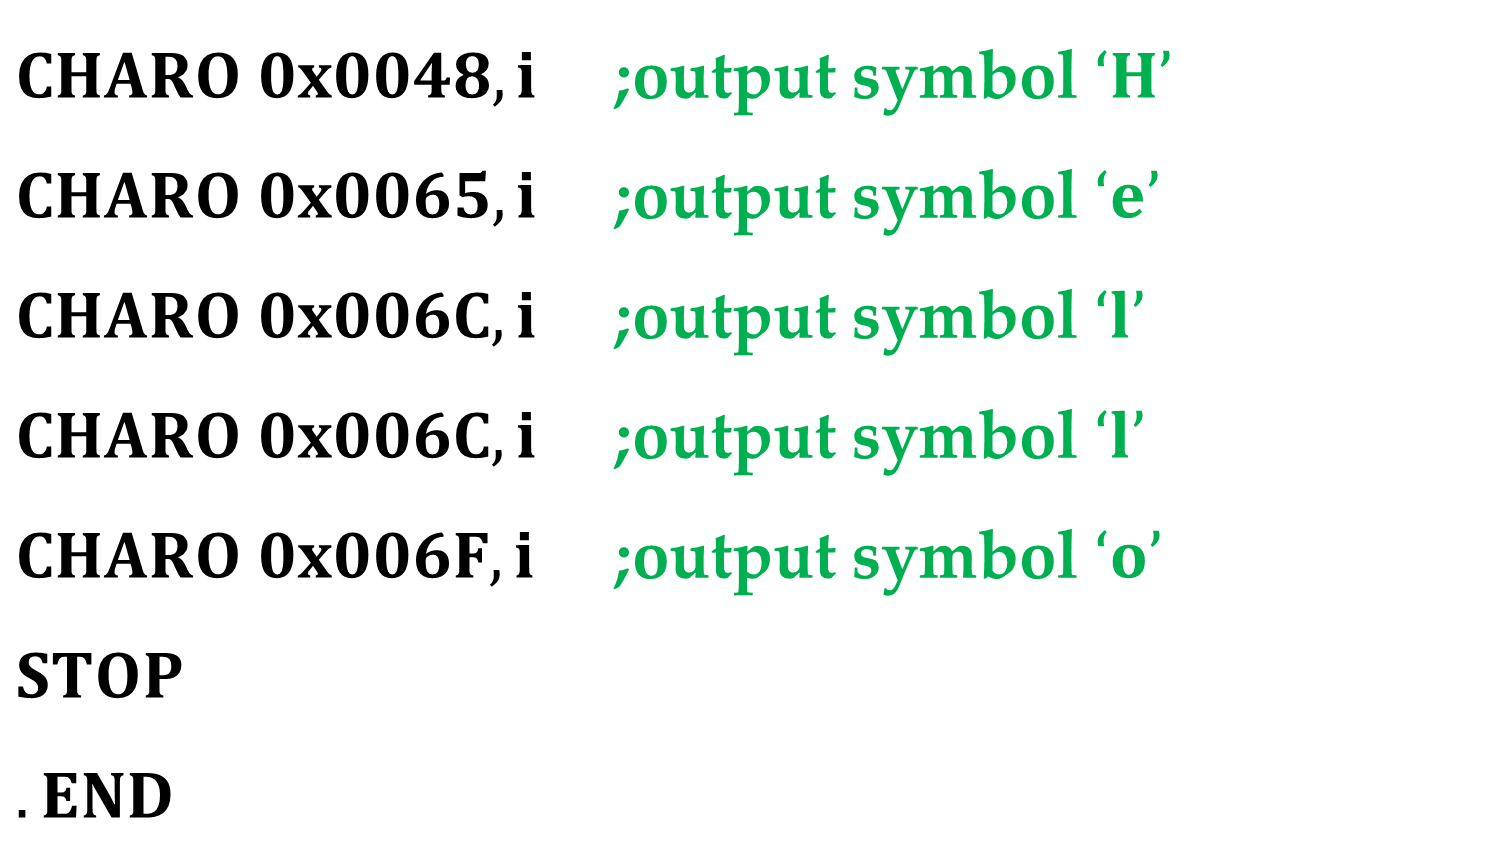 CHARO 0x0048, i ;output symbol ‘H’
CHARO 0x0065, i ;output symbol ‘e’
CHARO 0x006C, i ;output symbol ‘l’
CHARO 0x006C, i ;output symbol ‘l’
CHARO 0x006F, i ;output symbol ‘o’
STOP
. END